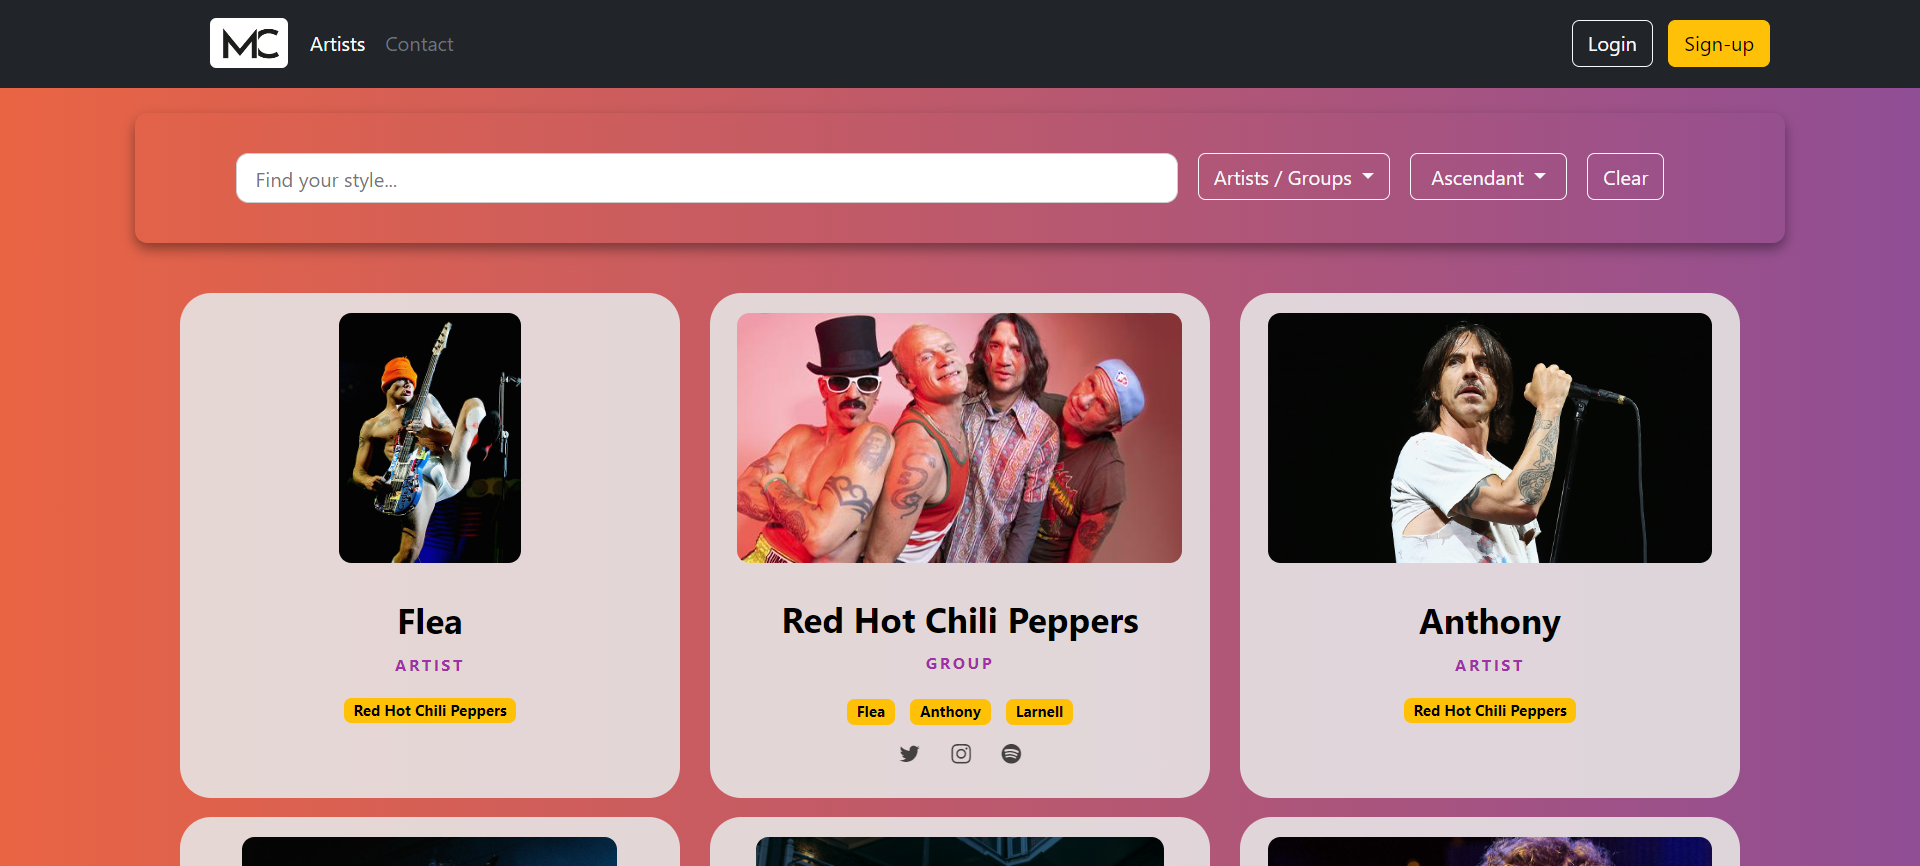 MC Artists Contact Login Sign-up
Find your style... Artists / Groups Ascendant Clear
Flea
ARTIST
Red Hot Chili Peppers
Red Hot Chili Peppers
GROUP
Flea Anthony Larnell
Anthony
ARTIST
Red Hot Chili Peppers